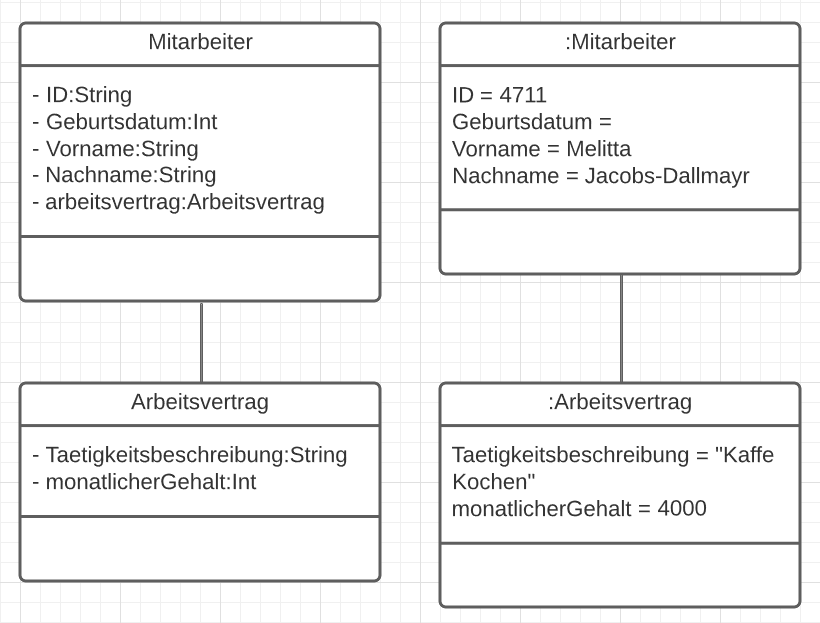 Mitarbeiter
- ID:String
- Geburtsdatum:Int
- Vorname:String
- Nachname:String
- arbeitsvertrag:Arbeitsvertrag
:Mitarbeiter
ID = 4711
Geburtsdatum =
Vorname = Melitta
Nachname = Jacobs-Dallmayr
Arbeitsvertrag
- Taetigkeitsbeschreibung:String
- monatlicherGehalt:Int
:Arbeitsvertrag
Taetigkeitsbeschreibung = "Kaffe
Kochen"
monatlicherGehalt = 4000